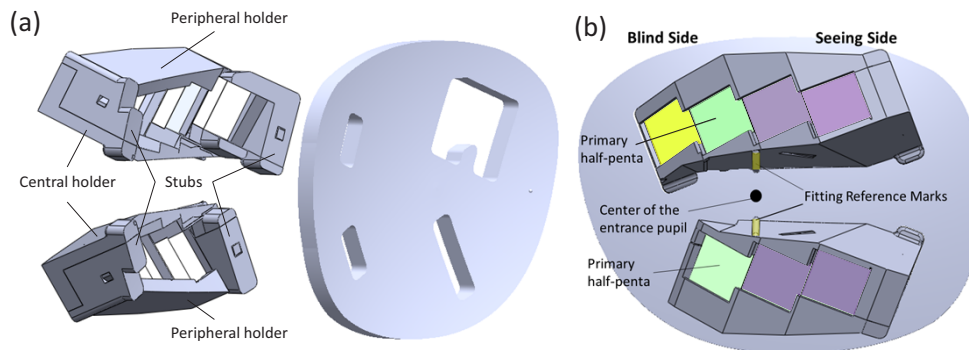 (a)
Peripheral holder
Central holder
Stubs
Peripheral holder
(b)
Blind Side
Seeing Side
Primary
half-penta
Center of the
entrance pupil
Fitting Reference Marks
Primary
half-penta